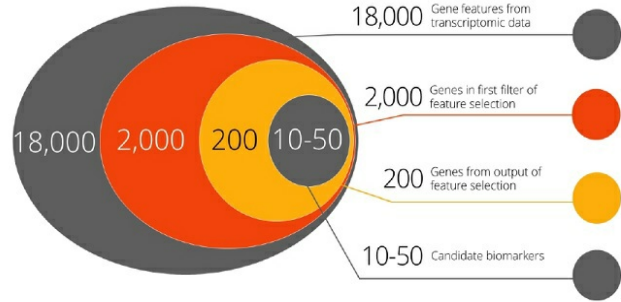 18,000 Gene features from
transcriptomic data
2,000 Genes in first filter of
feature selection
18,000 2,000 200 10-50
200 Genes from output of
feature selection
10-50 Candidate biomarkers